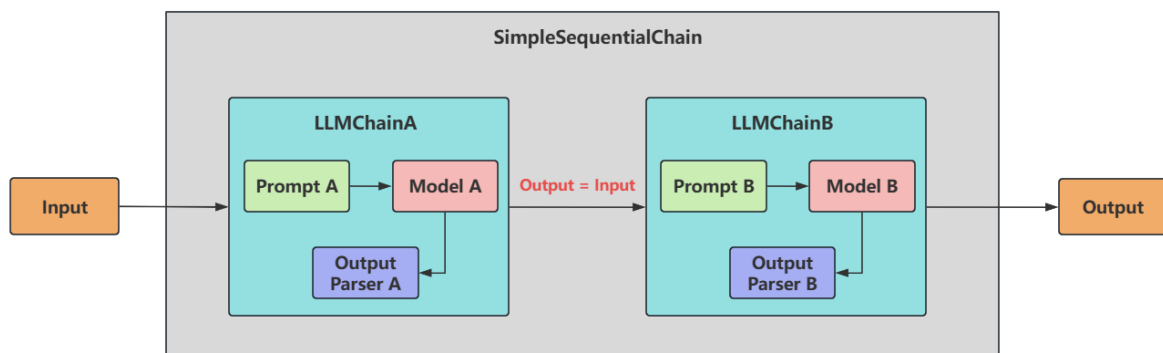 SimpleSequentialChain
LLMChainA
LLMChainB
Prompt A
Model A
Output = Input
Prompt B
Model B
Input
Output
Output
Parser A
Output
Parser B